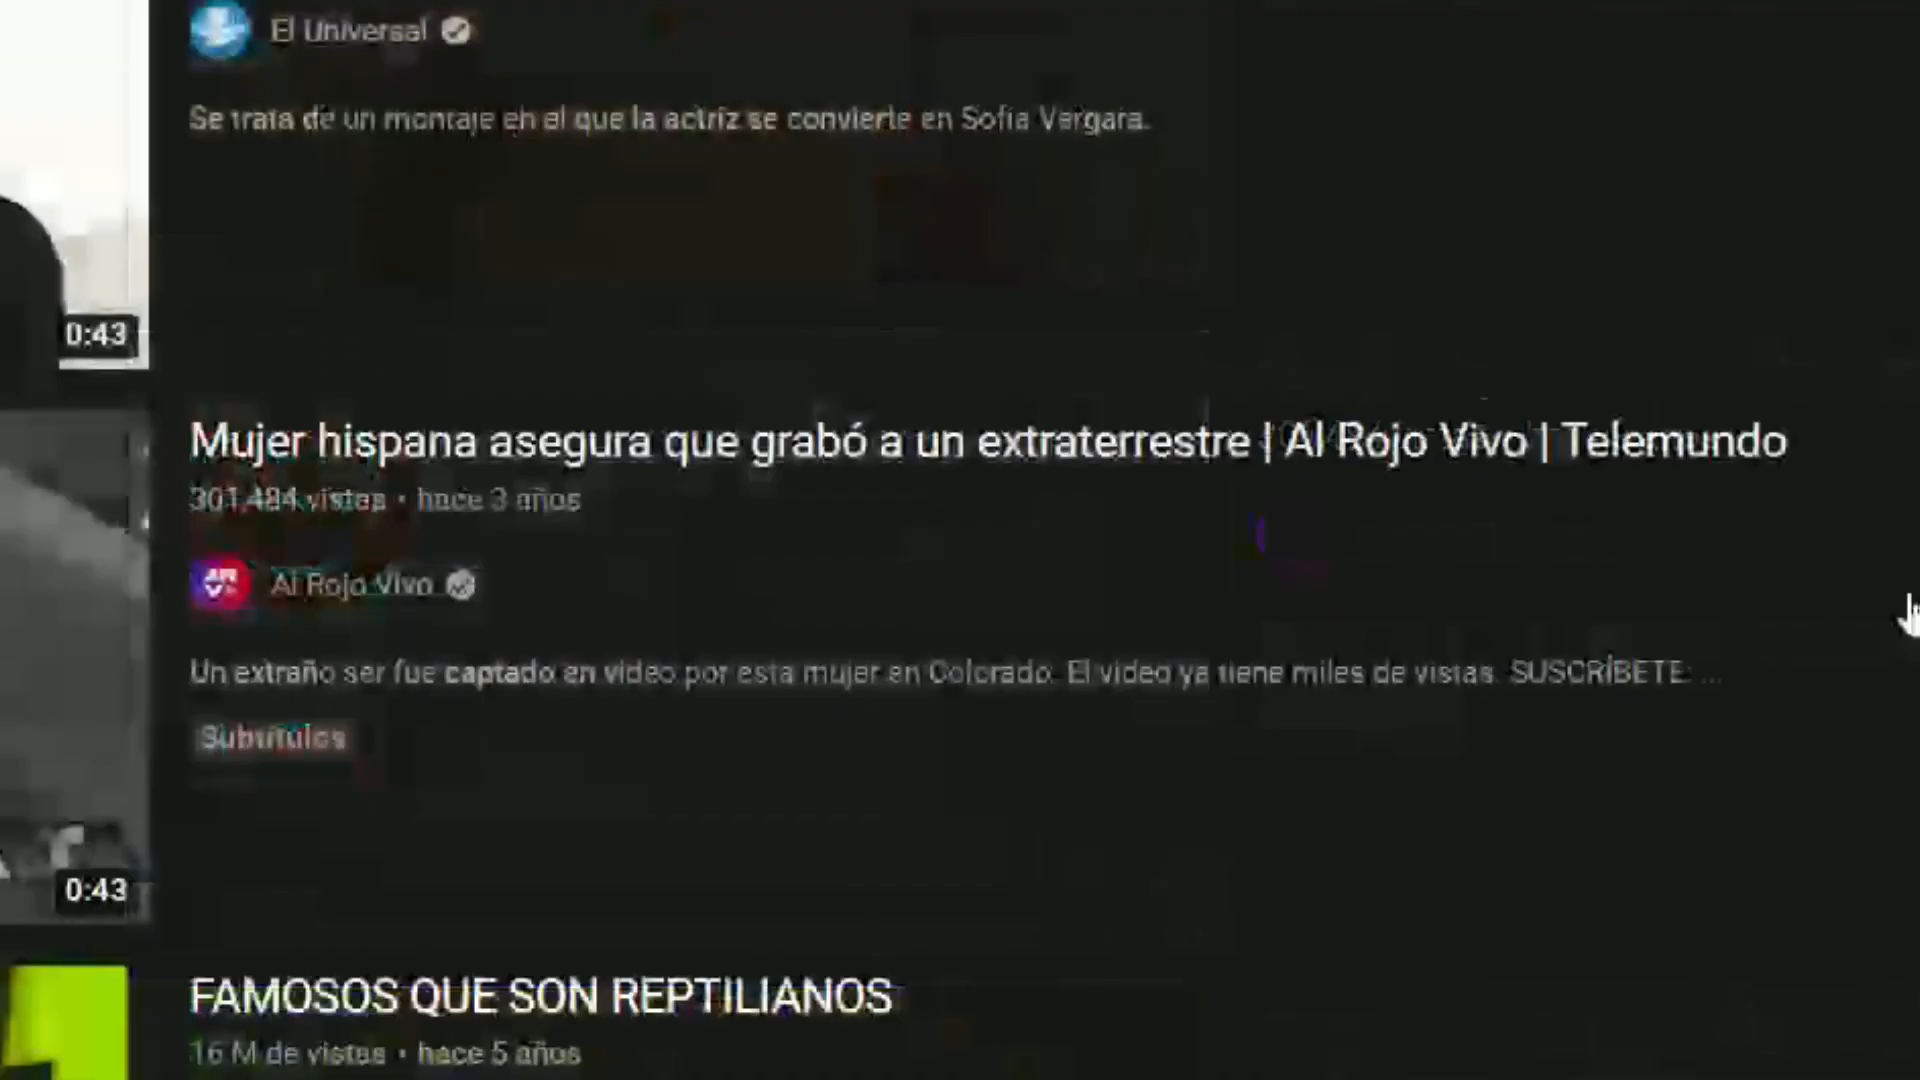 El Universal
Se trata de un montaje en el que la actriz se convierte en Sofía Vergara.
0:43
Mujer hispana asegura que grabó a un extraterrestre | Al Rojo Vivo | Telemundo
301,484 vistas • hace 3 años
Al Rojo Vivo
Un extraño ser fue captado en video por esta mujer en Colorado. El video ya tiene miles de vistas. SUSCRÍBETE: ...
Subtítulos
0:43
FAMOSOS QUE SON REPTILIANOS
16 M de vistas • hace 5 años